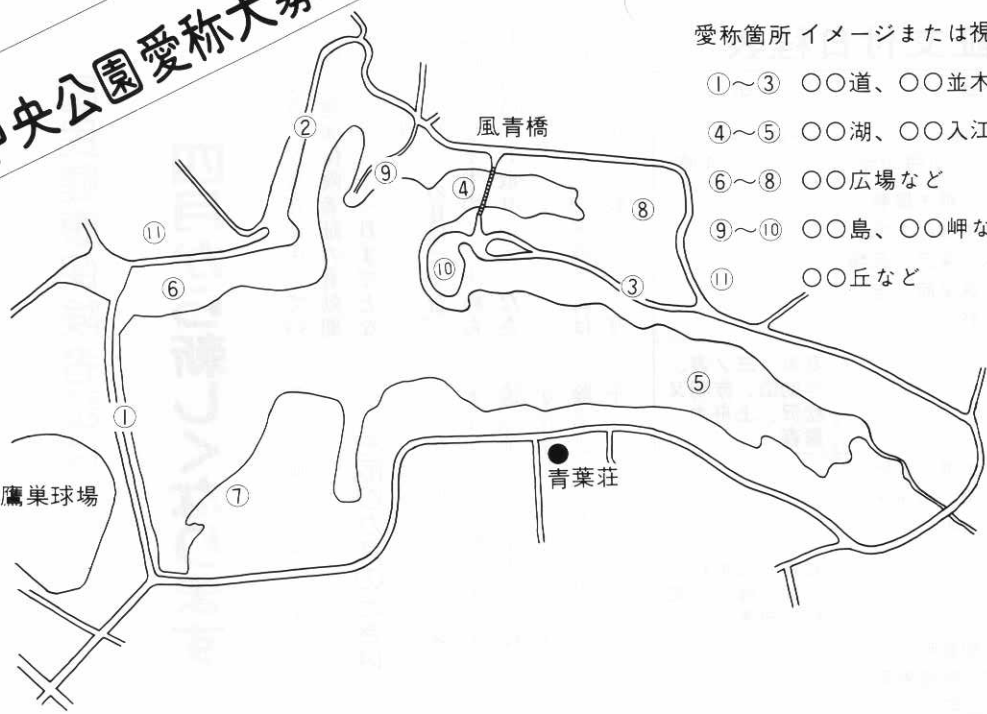 央公園愛称大募
愛称箇所 イメージまたは視
①～③ ○○道、○○並木
④～⑤ ○○湖、○○入江
⑥～⑧ ○○広場など
⑨～⑩ ○○島、○○岬な
⑪ ○○丘など
風青橋
②
⑨
④
⑧
⑪
⑩
⑥
③
⑤
①
青葉荘
鷹巣球場
⑦